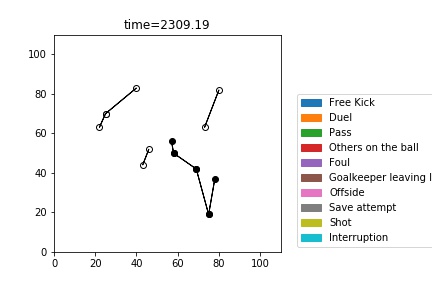 time=2309.19
100
80
60
40
20
0
0 20 40 60 80 100
Free Kick
Duel
Pass
Others on the ball
Foul
Goalkeeper leaving l
Offside
Save attempt
Shot
Interruption